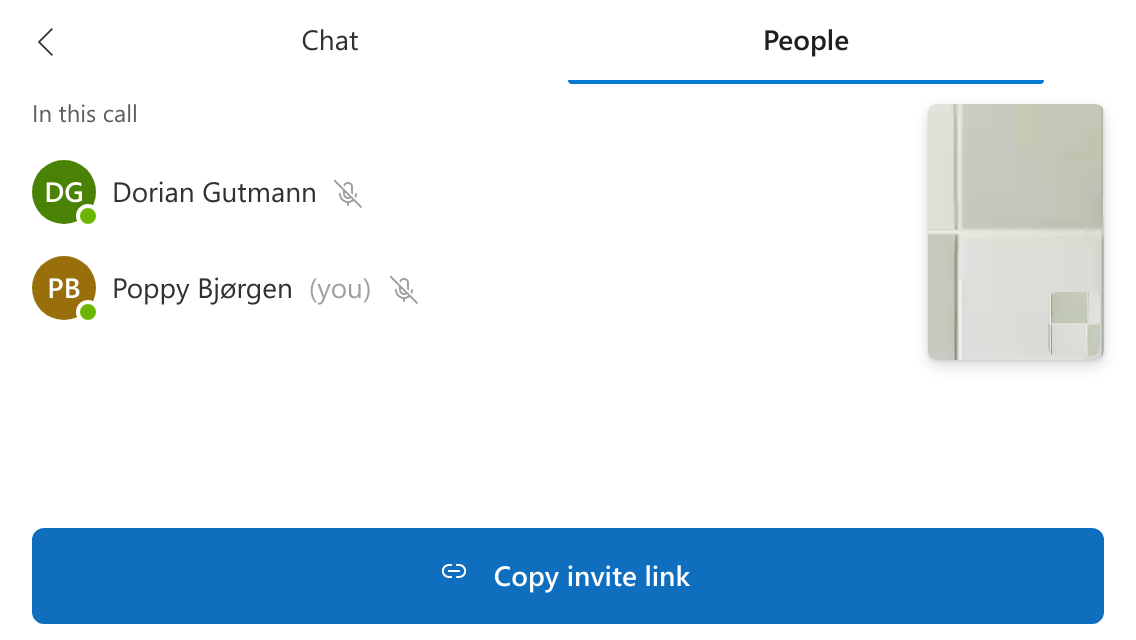 Chat People
In this call
DG Dorian Gutmann
PB Poppy Bjørgen (you)
Copy invite link